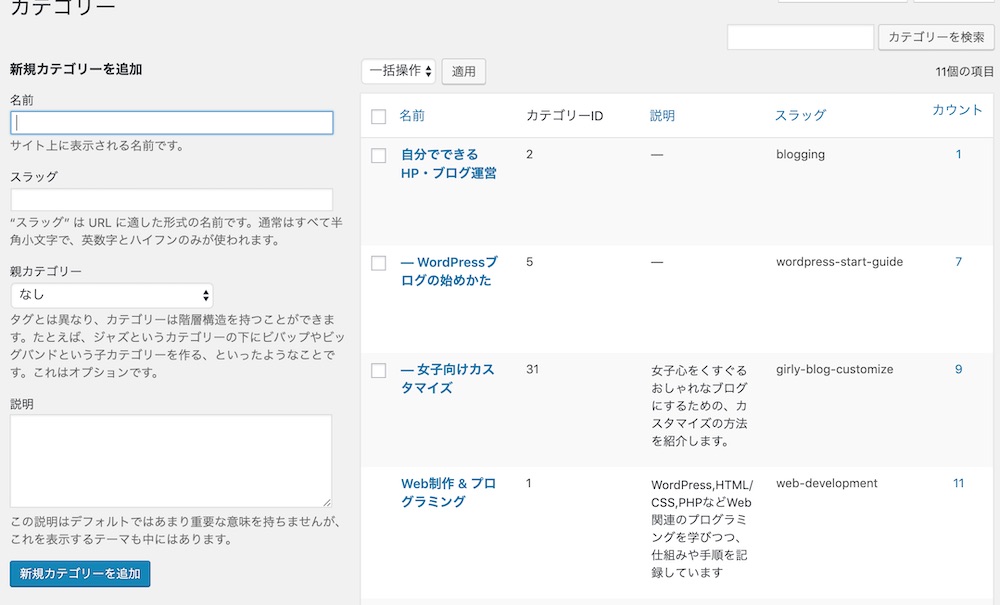 カテゴリー
カテゴリーを検索
新規カテゴリーを追加
名前
サイト上に表示される名前です。
スラッグ
“スラッグ” は URL に適した形式の名前です。通常はすべて半
角小文字で、英数字とハイフンのみが使われます。
親カテゴリー
なし
タグとは異なり、カテゴリーは階層構造を持つことができま
す。たとえば、ジャズというカテゴリーの下にビバップやビッ
グバンドという子カテゴリーを作る、といったようなことで
す。これはオプションです。
説明
この説明はデフォルトではあまり重要な意味を持ちませんが、
これを表示するテーマも中にはあります。
新規カテゴリーを追加
一括操作 適用 11個の項目
名前 カテゴリーID 説明 スラッグ カウント
自分でできる 2 — blogging 1
HP・ブログ運営
— WordPressブ 5 — wordpress-start-guide 7
ログの始めかた
— 女子向けカス 31 女子心をくすぐる girly-blog-customize 9
タマイズ おしゃれなブログ
にするための、カ
スタマイズの方法
を紹介します。
Web制作 & プロ 1 WordPress,HTML/ web-development 11
グラミング CSS,PHPなどWeb
関連のプログラミ
ングを学びつつ、
仕組みや手順を記
録しています